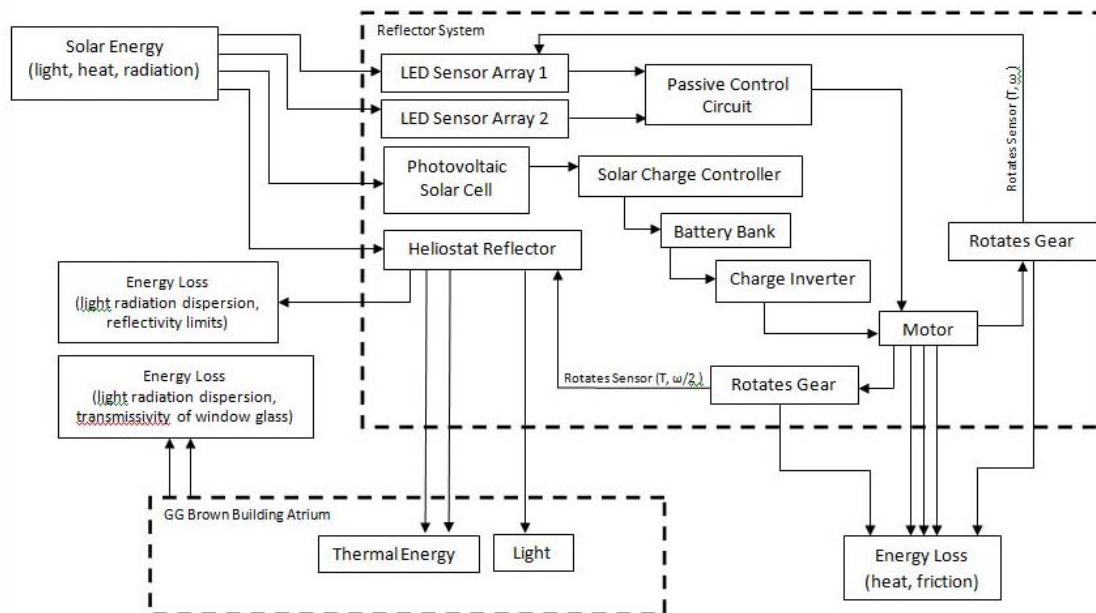 Reflector System
Solar Energy
(light, heat, radiation)
LED Sensor Array 1
LED Sensor Array 2
Passive Control
Circuit
Rotates Sensor (T, ω)
Photovoltaic
Solar Cell
Solar Charge Controller
Battery Bank
Heliostat Reflector
Rotates Gear
Charge Inverter
Energy Loss
(light radiation dispersion,
reflectivity limits)
Motor
Energy Loss
(light radiation dispersion,
transmissivity of window glass)
Rotates Sensor (T, ω/2)
Rotates Gear
GG Brown Building Atrium
Thermal Energy
Light
Energy Loss
(heat, friction)